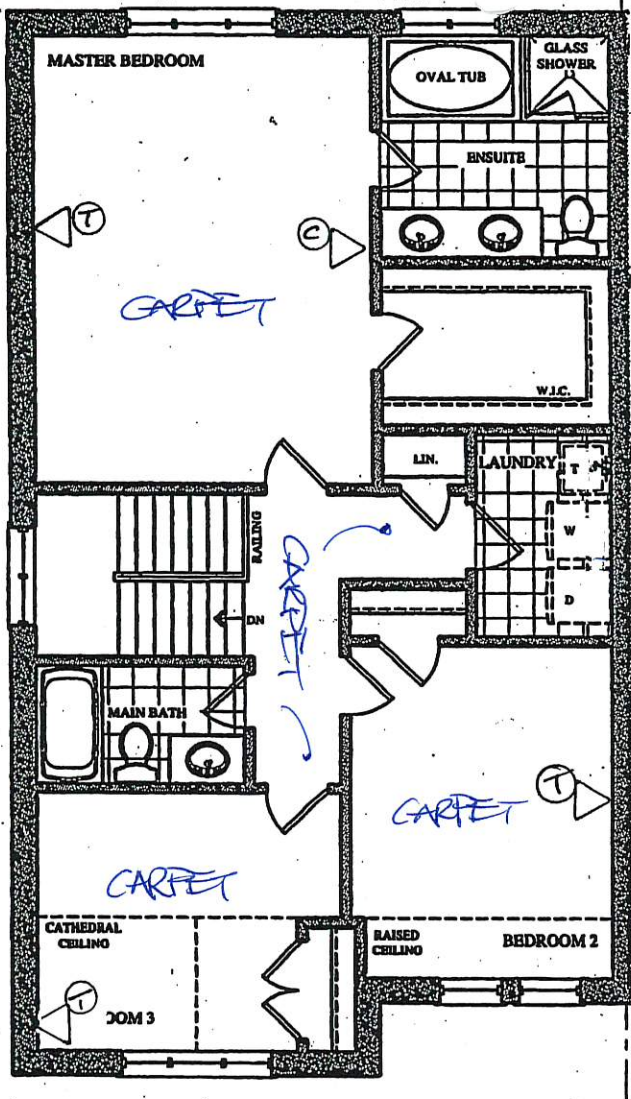 MASTER BEDROOM
OVAL TUB
GLASS
SHOWER
ENSUITE
T
C
CARPET
W.I.C.
LIN.
LAUNDRY
T
W
D
RAILING
CARPET
DN
MAIN BATH
T
CARPET
CARPET
CATHEDRAL
CEILING
RAISED
CEILING
BEDROOM 2
T
OOM 3